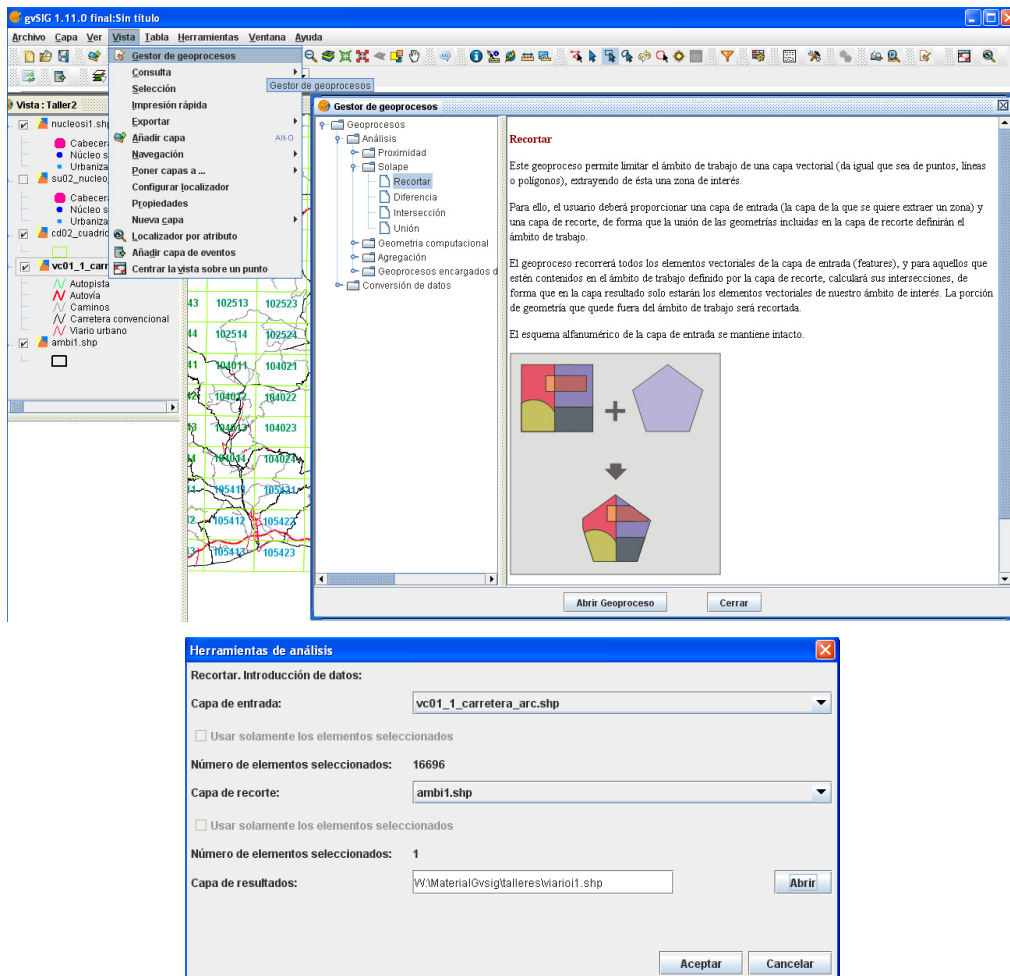 gvSIG 1.11.0 final:Sin título
Archivo Capa Ver Vista Tabla Herramientas Ventana Ayuda
Gestor de geoprocesos
Consulta
Selección
Impresión rápida
Exportar
Añadir capa Alt-O
Navegación
Poner capas a ...
Configurar localizador
Propiedades
Nueva capa
Localizador por atributo
Añadir capa de eventos
Centrar la vista sobre un punto
Gestor de geoprocesos
Vista : Taller2
nucleosi1.shp
Cabecer
Núcleo s
Urbaniza
su02_nucleo
Cabecer
Núcleo s
Urbaniza
cd02_cuadric
vc01_1_carr
Autopista
Autovía
Caminos
Carretera convencional
Viario urbano
ambi1.shp
43 102513 102523
44 102514 102524
41 104011 104021
104022
104023
105412 105422
105423
Gestor de geoprocesos
Geoprocesos
Análisis
Proximidad
Solape
Recortar
Diferencia
Intersección
Unión
Geometria computacional
Agregación
Geoprocesos encargados d
Conversión de datos
Recortar
Este geoproceso permite limitar el ámbito de trabajo de una capa vectorial (da igual que sea de puntos, líneas
o polígonos), extrayendo de ésta una zona de interés.
Para ello, el usuario deberá proporcionar una capa de entrada (la capa de la que se quiere extraer un zona) y
una capa de recorte, de forma que la unión de las geometrías incluidas en la capa de recorte definirán el
ámbito de trabajo.
El geoproceso recorrerá todos los elementos vectoriales de la capa de entrada (features), y para aquellos que
estén contenidos en el ámbito de trabajo definido por la capa de recorte, calculará sus intersecciones, de
forma que en la capa resultado solo estarán los elementos vectoriales de nuestro ámbito de interés. La porción
de geometría que quede fuera del ámbito de trabajo será recortada.
El esquema alfanumérico de la capa de entrada se mantiene intacto.
Abrir Geoproceso Cerrar
Herramientas de análisis
Recortar. Introducción de datos:
Capa de entrada: vc01_1_carretera_arc.shp
Usar solamente los elementos seleccionados
Número de elementos seleccionados: 16696
Capa de recorte: ambi1.shp
Usar solamente los elementos seleccionados
Número de elementos seleccionados: 1
Capa de resultados: W:\MaterialGvsig\talleres\viarioi1.shp Abrir
Aceptar Cancelar